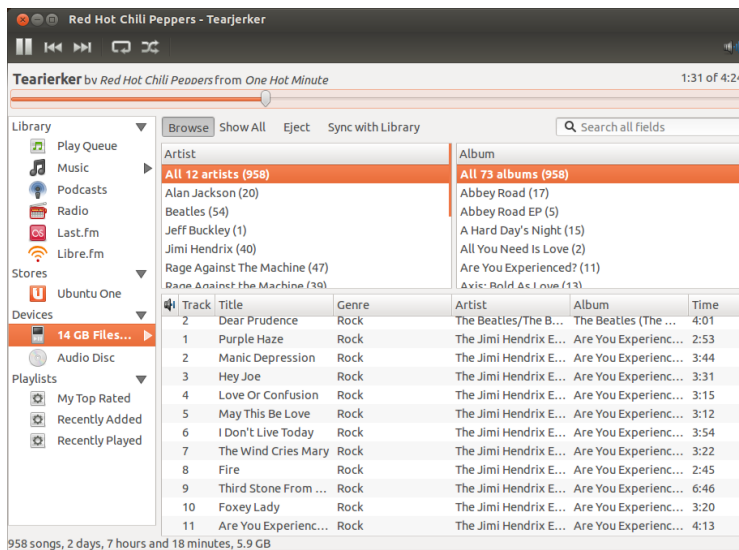 Red Hot Chili Peppers - Tearjerker
Tearjerker by Red Hot Chili Peppers from One Hot Minute 1:31 of 4:24
Library
Play Queue
Music
Podcasts
Radio
Last.fm
Libre.fm
Stores
Ubuntu One
Devices
14 GB Files...
Audio Disc
Playlists
My Top Rated
Recently Added
Recently Played
Browse Show All Eject Sync with Library Search all fields
Artist
All 12 artists (958)
Alan Jackson (20)
Beatles (54)
Jeff Buckley (1)
Jimi Hendrix (40)
Rage Against The Machine (47)
Rage Against the Machine (39)
Album
All 73 albums (958)
Abbey Road (17)
Abbey Road EP (5)
A Hard Day's Night (15)
All You Need Is Love (2)
Are You Experienced? (11)
Axis: Bold As Love (13)
Track Title Genre Artist Album Time
2 Dear Prudence Rock The Beatles/The B... The Beatles (The ... 4:01
1 Purple Haze Rock The Jimi Hendrix E... Are You Experienc... 2:53
2 Manic Depression Rock The Jimi Hendrix E... Are You Experienc... 3:44
3 Hey Joe Rock The Jimi Hendrix E... Are You Experienc... 3:31
4 Love Or Confusion Rock The Jimi Hendrix E... Are You Experienc... 3:15
5 May This Be Love Rock The Jimi Hendrix E... Are You Experienc... 3:12
6 I Don't Live Today Rock The Jimi Hendrix E... Are You Experienc... 3:54
7 The Wind Cries Mary Rock The Jimi Hendrix E... Are You Experienc... 3:22
8 Fire Rock The Jimi Hendrix E... Are You Experienc... 2:45
9 Third Stone From ... Rock The Jimi Hendrix E... Are You Experienc... 6:46
10 Foxey Lady Rock The Jimi Hendrix E... Are You Experienc... 3:20
11 Are You Experienc... Rock The Jimi Hendrix E... Are You Experienc... 4:13
958 songs, 2 days, 7 hours and 18 minutes, 5.9 GB